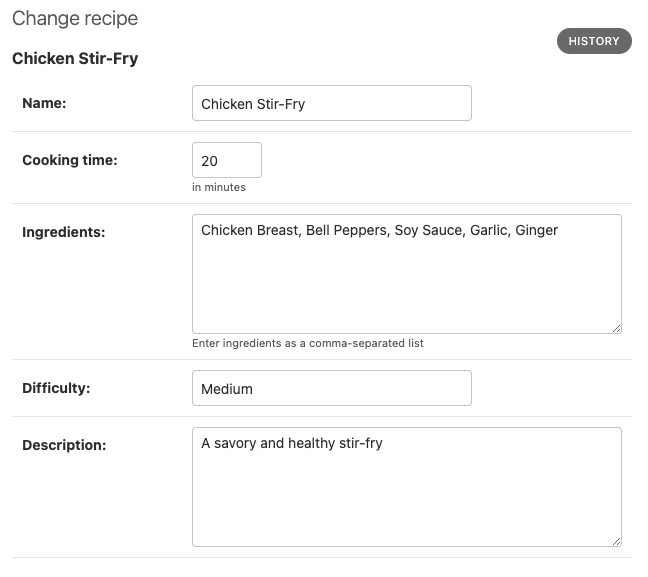 Change recipe
HISTORY
Chicken Stir-Fry
Name:
Chicken Stir-Fry
Cooking time:
20
in minutes
Ingredients:
Chicken Breast, Bell Peppers, Soy Sauce, Garlic, Ginger
Enter ingredients as a comma-separated list
Difficulty:
Medium
Description:
A savory and healthy stir-fry